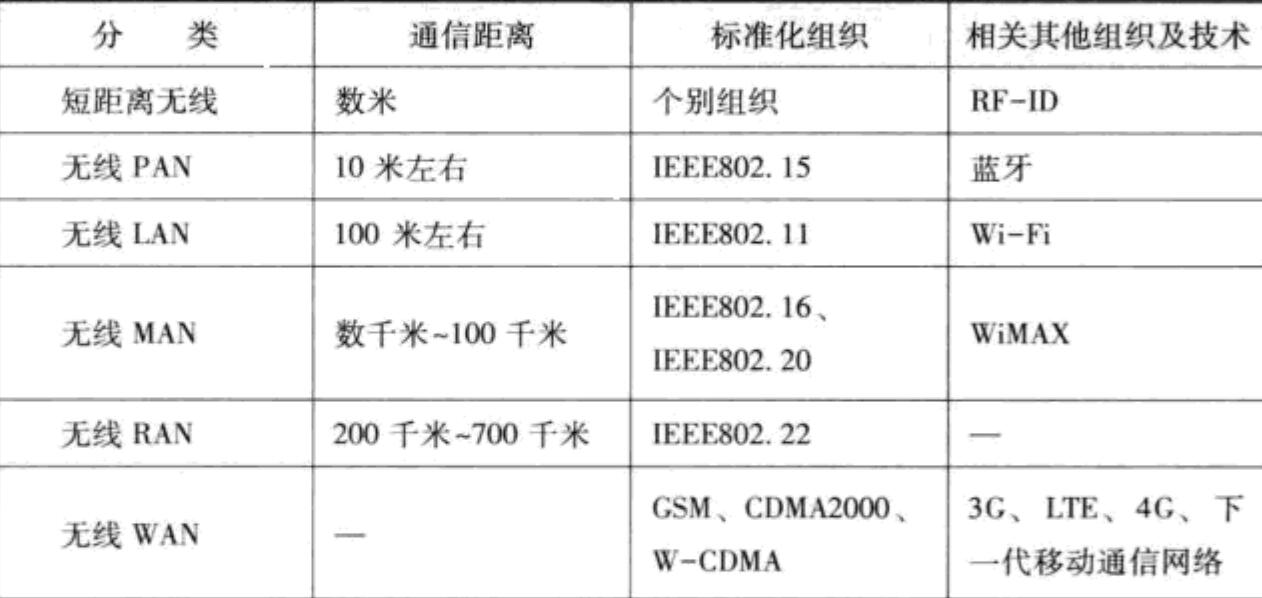 分 类 通信距离 标准化组织 相关其他组织及技术
短距离无线 数米 个别组织 RF-ID
无线 PAN 10 米左右 IEEE802. 15 蓝牙
无线 LAN 100 米左右 IEEE802. 11 Wi-Fi
无线 MAN 数千米~100 千米 IEEE802. 16、
IEEE802. 20 WiMAX
无线 RAN 200 千米~700 千米 IEEE802. 22 —
无线 WAN — GSM、CDMA2000、
W-CDMA 3G、LTE、4G、下
一代移动通信网络